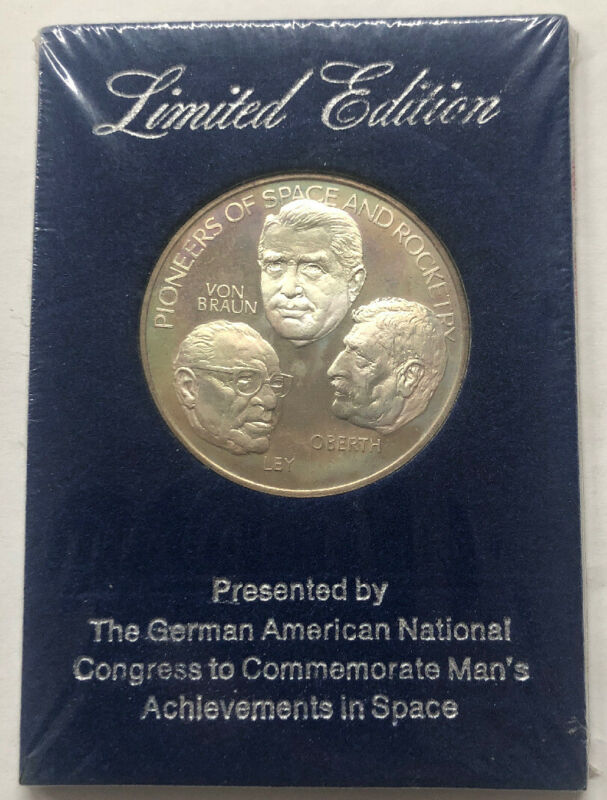 Limited Edition
PIONEERS OF SPACE AND ROCKETRY
VON
BRAUN
OBERTH
LEY
Presented by
The German American National
Congress to Commemorate Man's
Achievements in Space